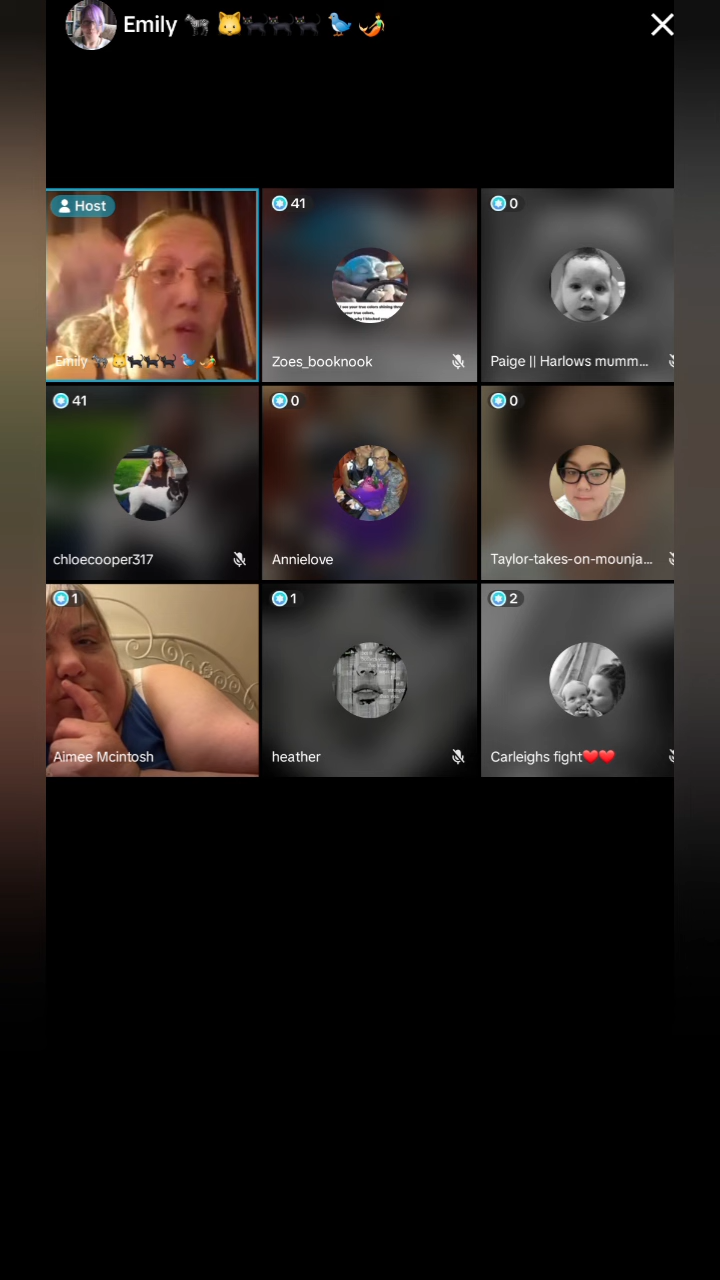 Emily 🦓 🐱🐈‍⬛🐈‍⬛🐈‍⬛ 🐦 🧜
Host
Emily 🦓🐱🐈‍⬛🐈‍⬛🐈‍⬛ 🐦 🧜
41
Zoes_booknook
0
Paige || Harlows mumm...
41
chloecooper317
0
Annielove
0
Taylor-takes-on-mounja...
1
Aimee Mcintosh
1
heather
2
Carleighs fight❤️❤️